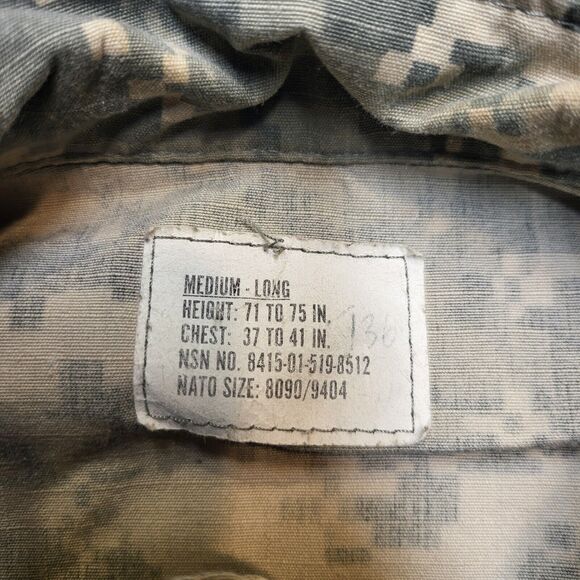 MEDIUM - LONG
HEIGHT: 71 TO 75 IN.
CHEST: 37 TO 41 IN.
NSN NO. 8415-01-519-8512
NATO SIZE: 8090/9404